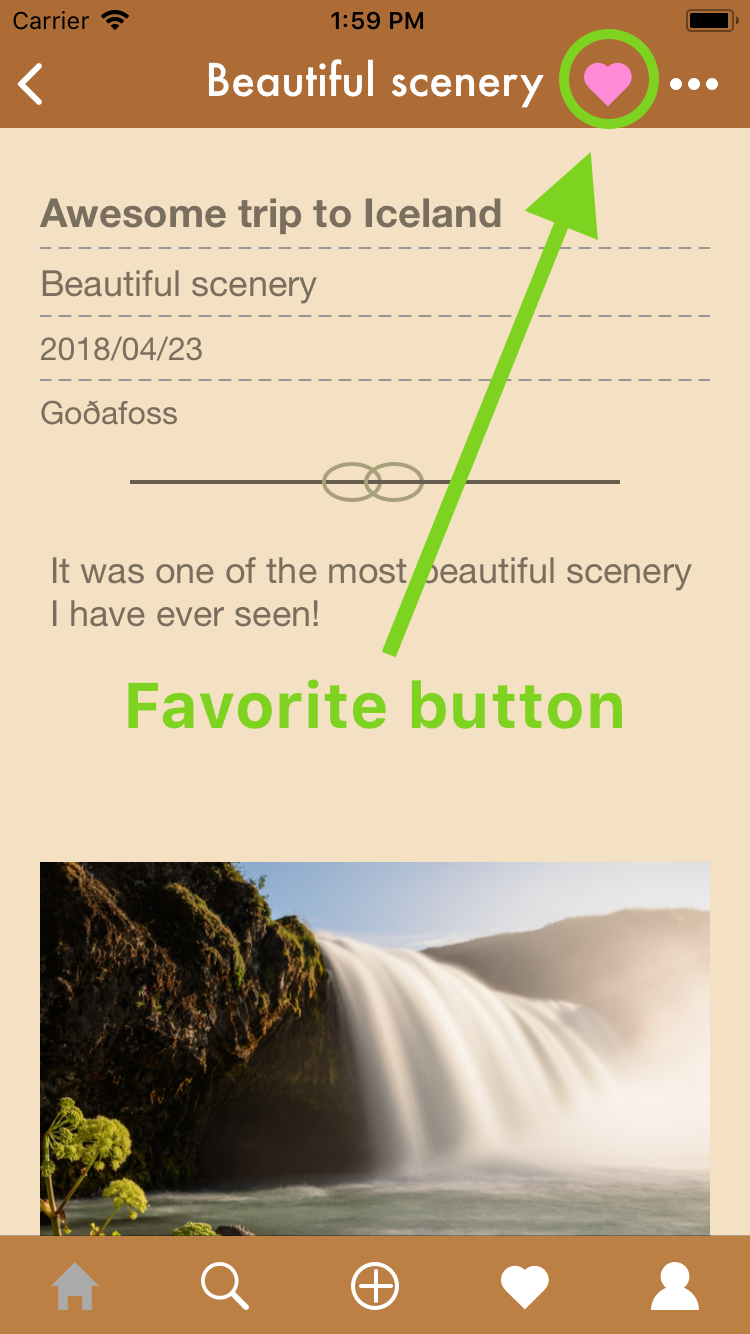 Carrier 1:59 PM
Beautiful scenery
Awesome trip to Iceland
Beautiful scenery
2018/04/23
Goðafoss
It was one of the most beautiful scenery
I have ever seen!
Favorite button